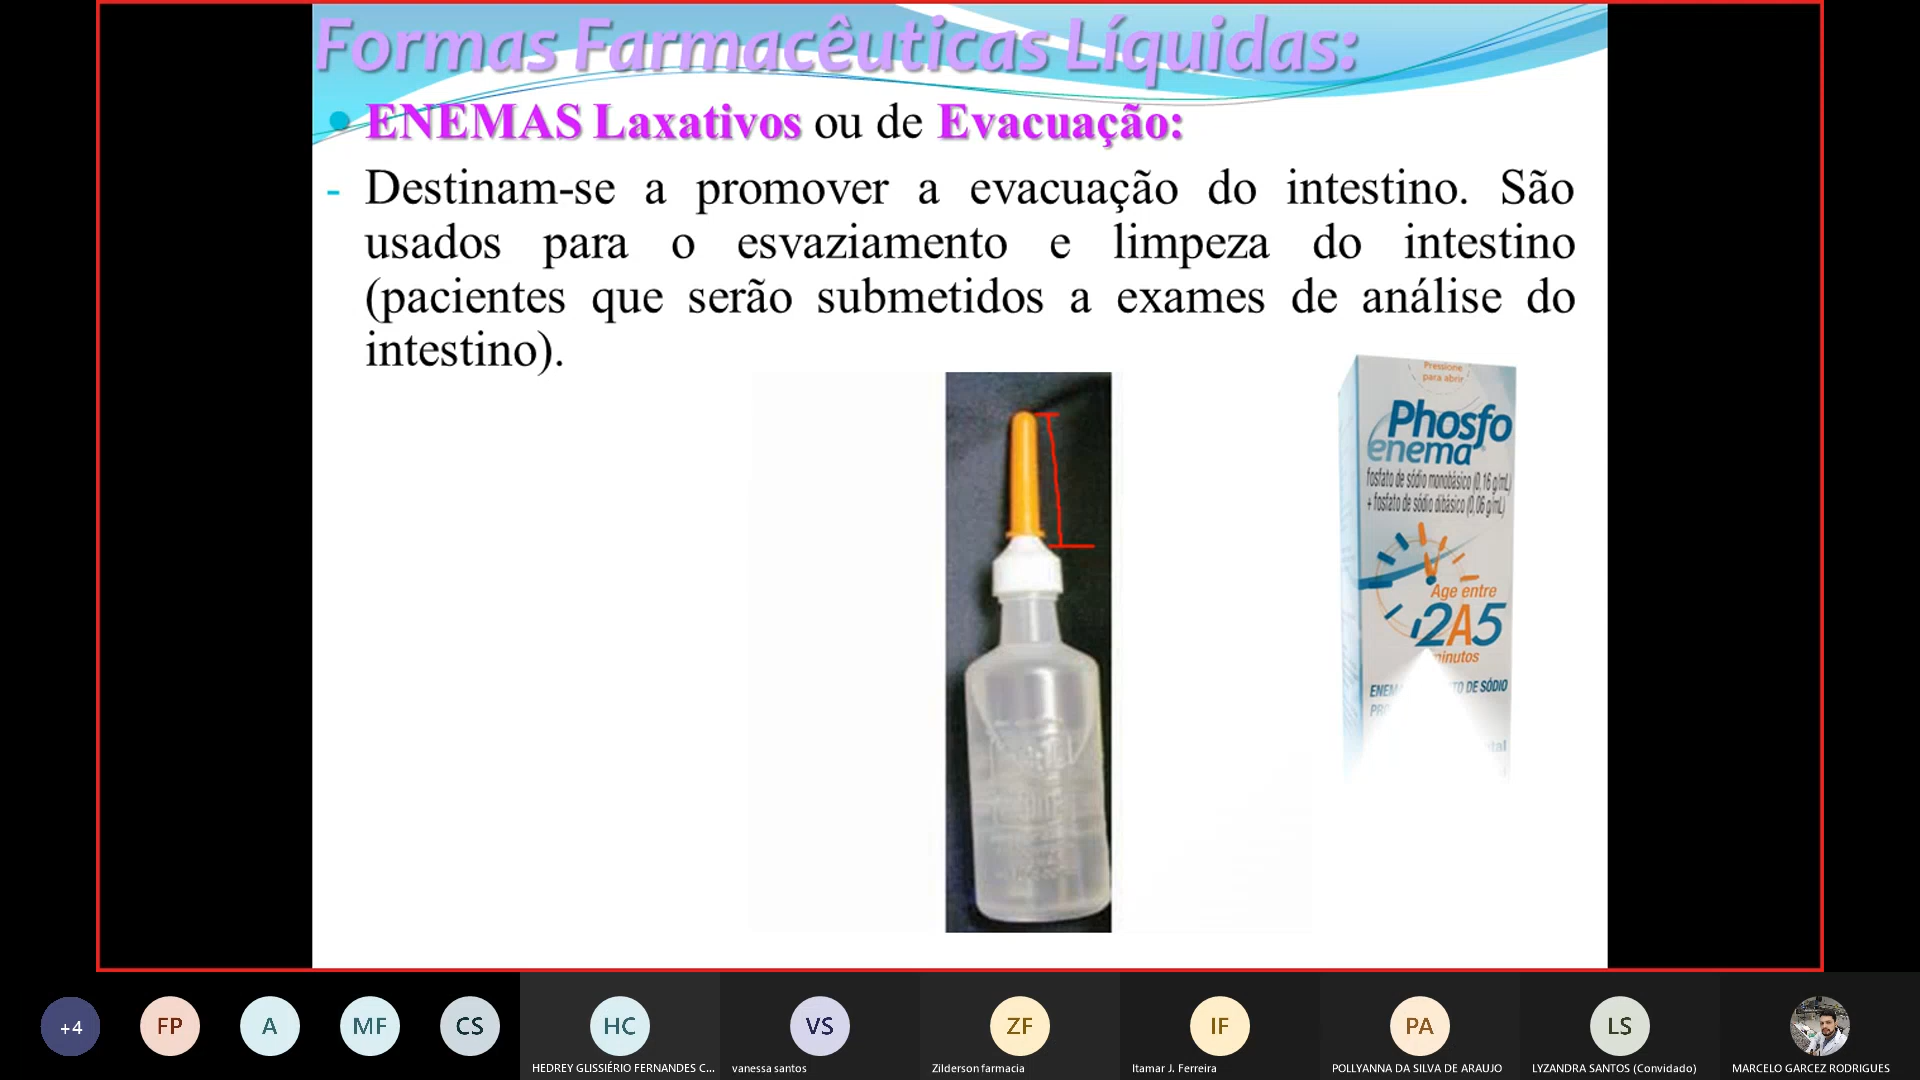 Formas Farmacêuticas Líquidas:
ENEMAS Laxativos ou de Evacuação:
- Destinam-se a promover a evacuação do intestino. São
usados para o esvaziamento e limpeza do intestino
(pacientes que serão submetidos a exames de análise do
intestino).
Pressione
para abrir
Phosfo
enema
fosfato de sódio monobásico (0,16 g/mL)
+ fosfato de sódio dibásico (0,06 g/mL)
Age entre
2A5
minutos
DE SÓDIO
+4
FP
A
MF
CS
HC
VS
ZF
IF
PA
LS
HEDREY GLISSIÉRIO FERNANDES C...
vanessa santos
Zilderson farmacia
Itamar J. Ferreira
POLLYANNA DA SILVA DE ARAUJO
LYZANDRA SANTOS (Convidado)
MARCELO GARCEZ RODRIGUES